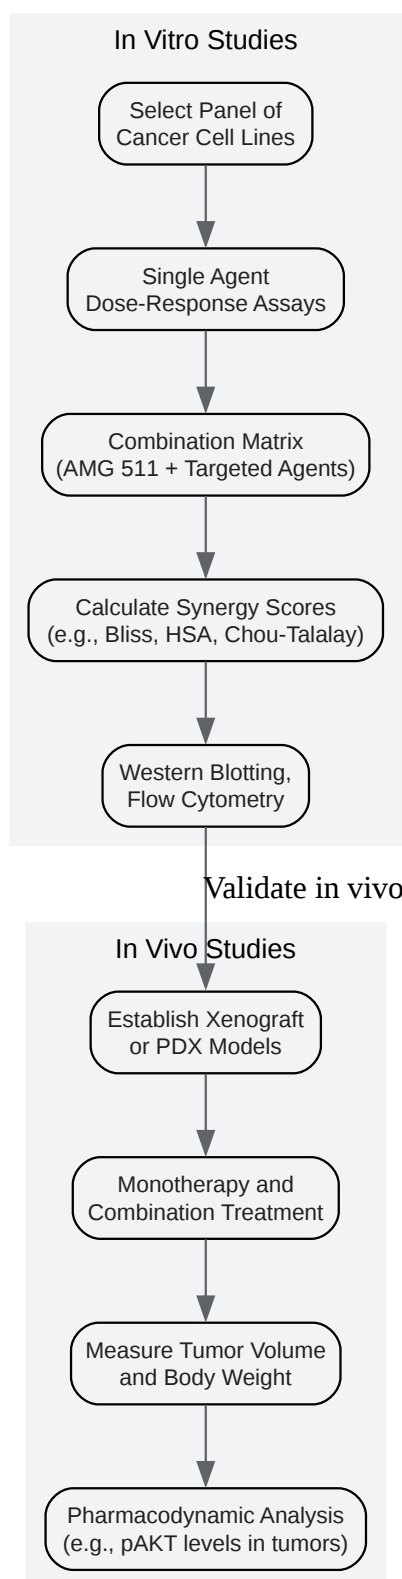 In Vitro Studies
Select Panel of
Cancer Cell Lines
Single Agent
Dose-Response Assays
Combination Matrix
(AMG 511 + Targeted Agents)
Calculate Synergy Scores
(e.g., Bliss, HSA, Chou-Talalay)
Western Blotting,
Flow Cytometry
Validate in vivo
In Vivo Studies
Establish Xenograft
or PDX Models
Monotherapy and
Combination Treatment
Measure Tumor Volume
and Body Weight
Pharmacodynamic Analysis
(e.g., pAKT levels in tumors)